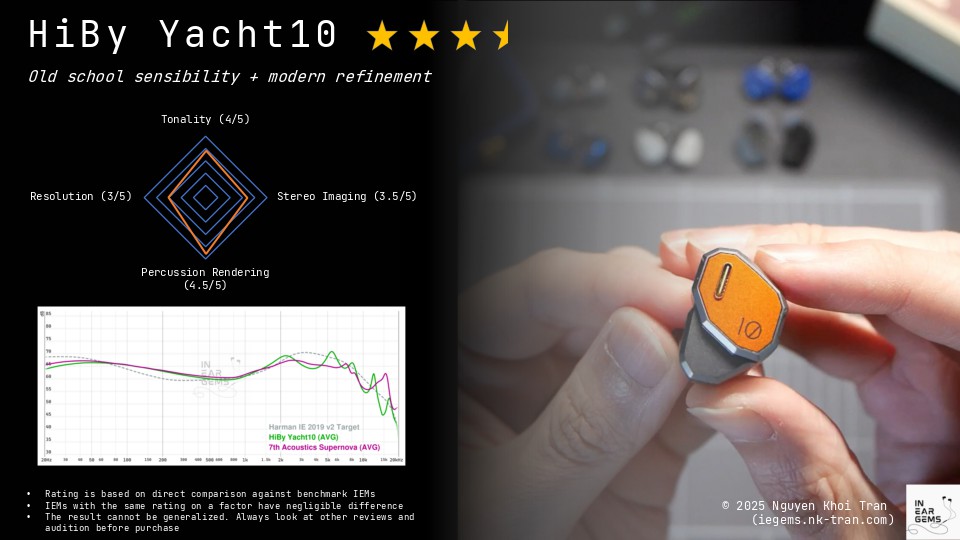 HiBy Yacht10
Old school sensibility + modern refinement
Tonality (4/5)
Resolution (3/5)
Stereo Imaging (3.5/5)
Percussion Rendering
(4.5/5)
IN
EAR
GEMS
Harman IE 2019 v2 Target
HiBy Yacht10 (AVG)
7th Acoustics Supernova (AVG)
• Rating is based on direct comparison against benchmark IEMs
• IEMs with the same rating on a factor have negligible difference
• The result cannot be generalized. Always look at other reviews and
audition before purchase
10
© 2025 Nguyen Khoi Tran
(iegems.nk-tran.com)
IN
EAR
GEMS